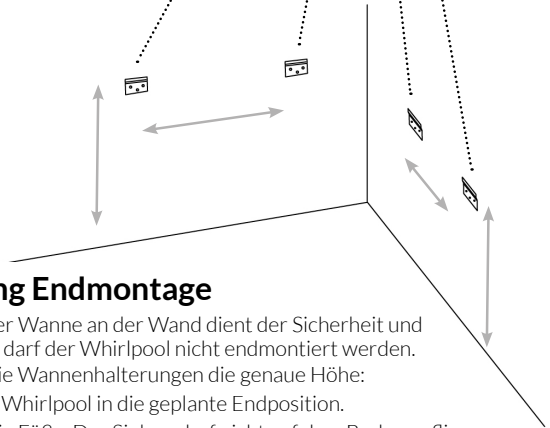 ng Endmontage
er Wanne an der Wand dient der Sicherheit und
darf der Whirlpool nicht endmontiert werden.
ie Wannenhalterungen die genaue Höhe:
Whirlpool in die geplante Endposition.